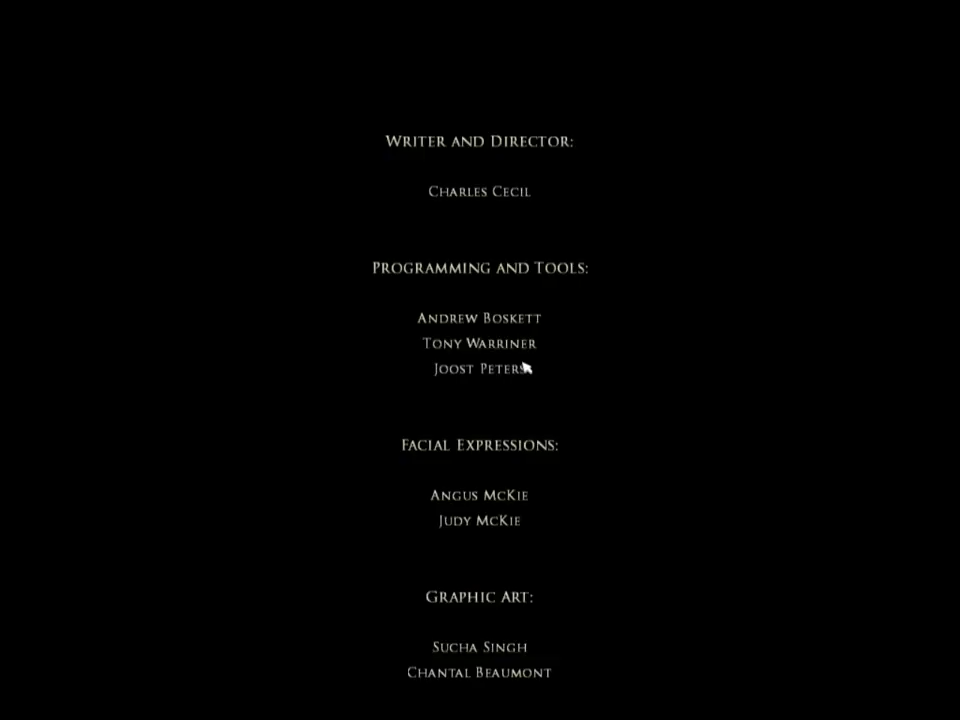 Writer and Director:
Charles Cecil
Programming and Tools:
Andrew Boskett
Tony Warriner
Joost Peters
Facial Expressions:
Angus McKie
Judy McKie
Graphic Art:
Sucha Singh
Chantal Beaumont